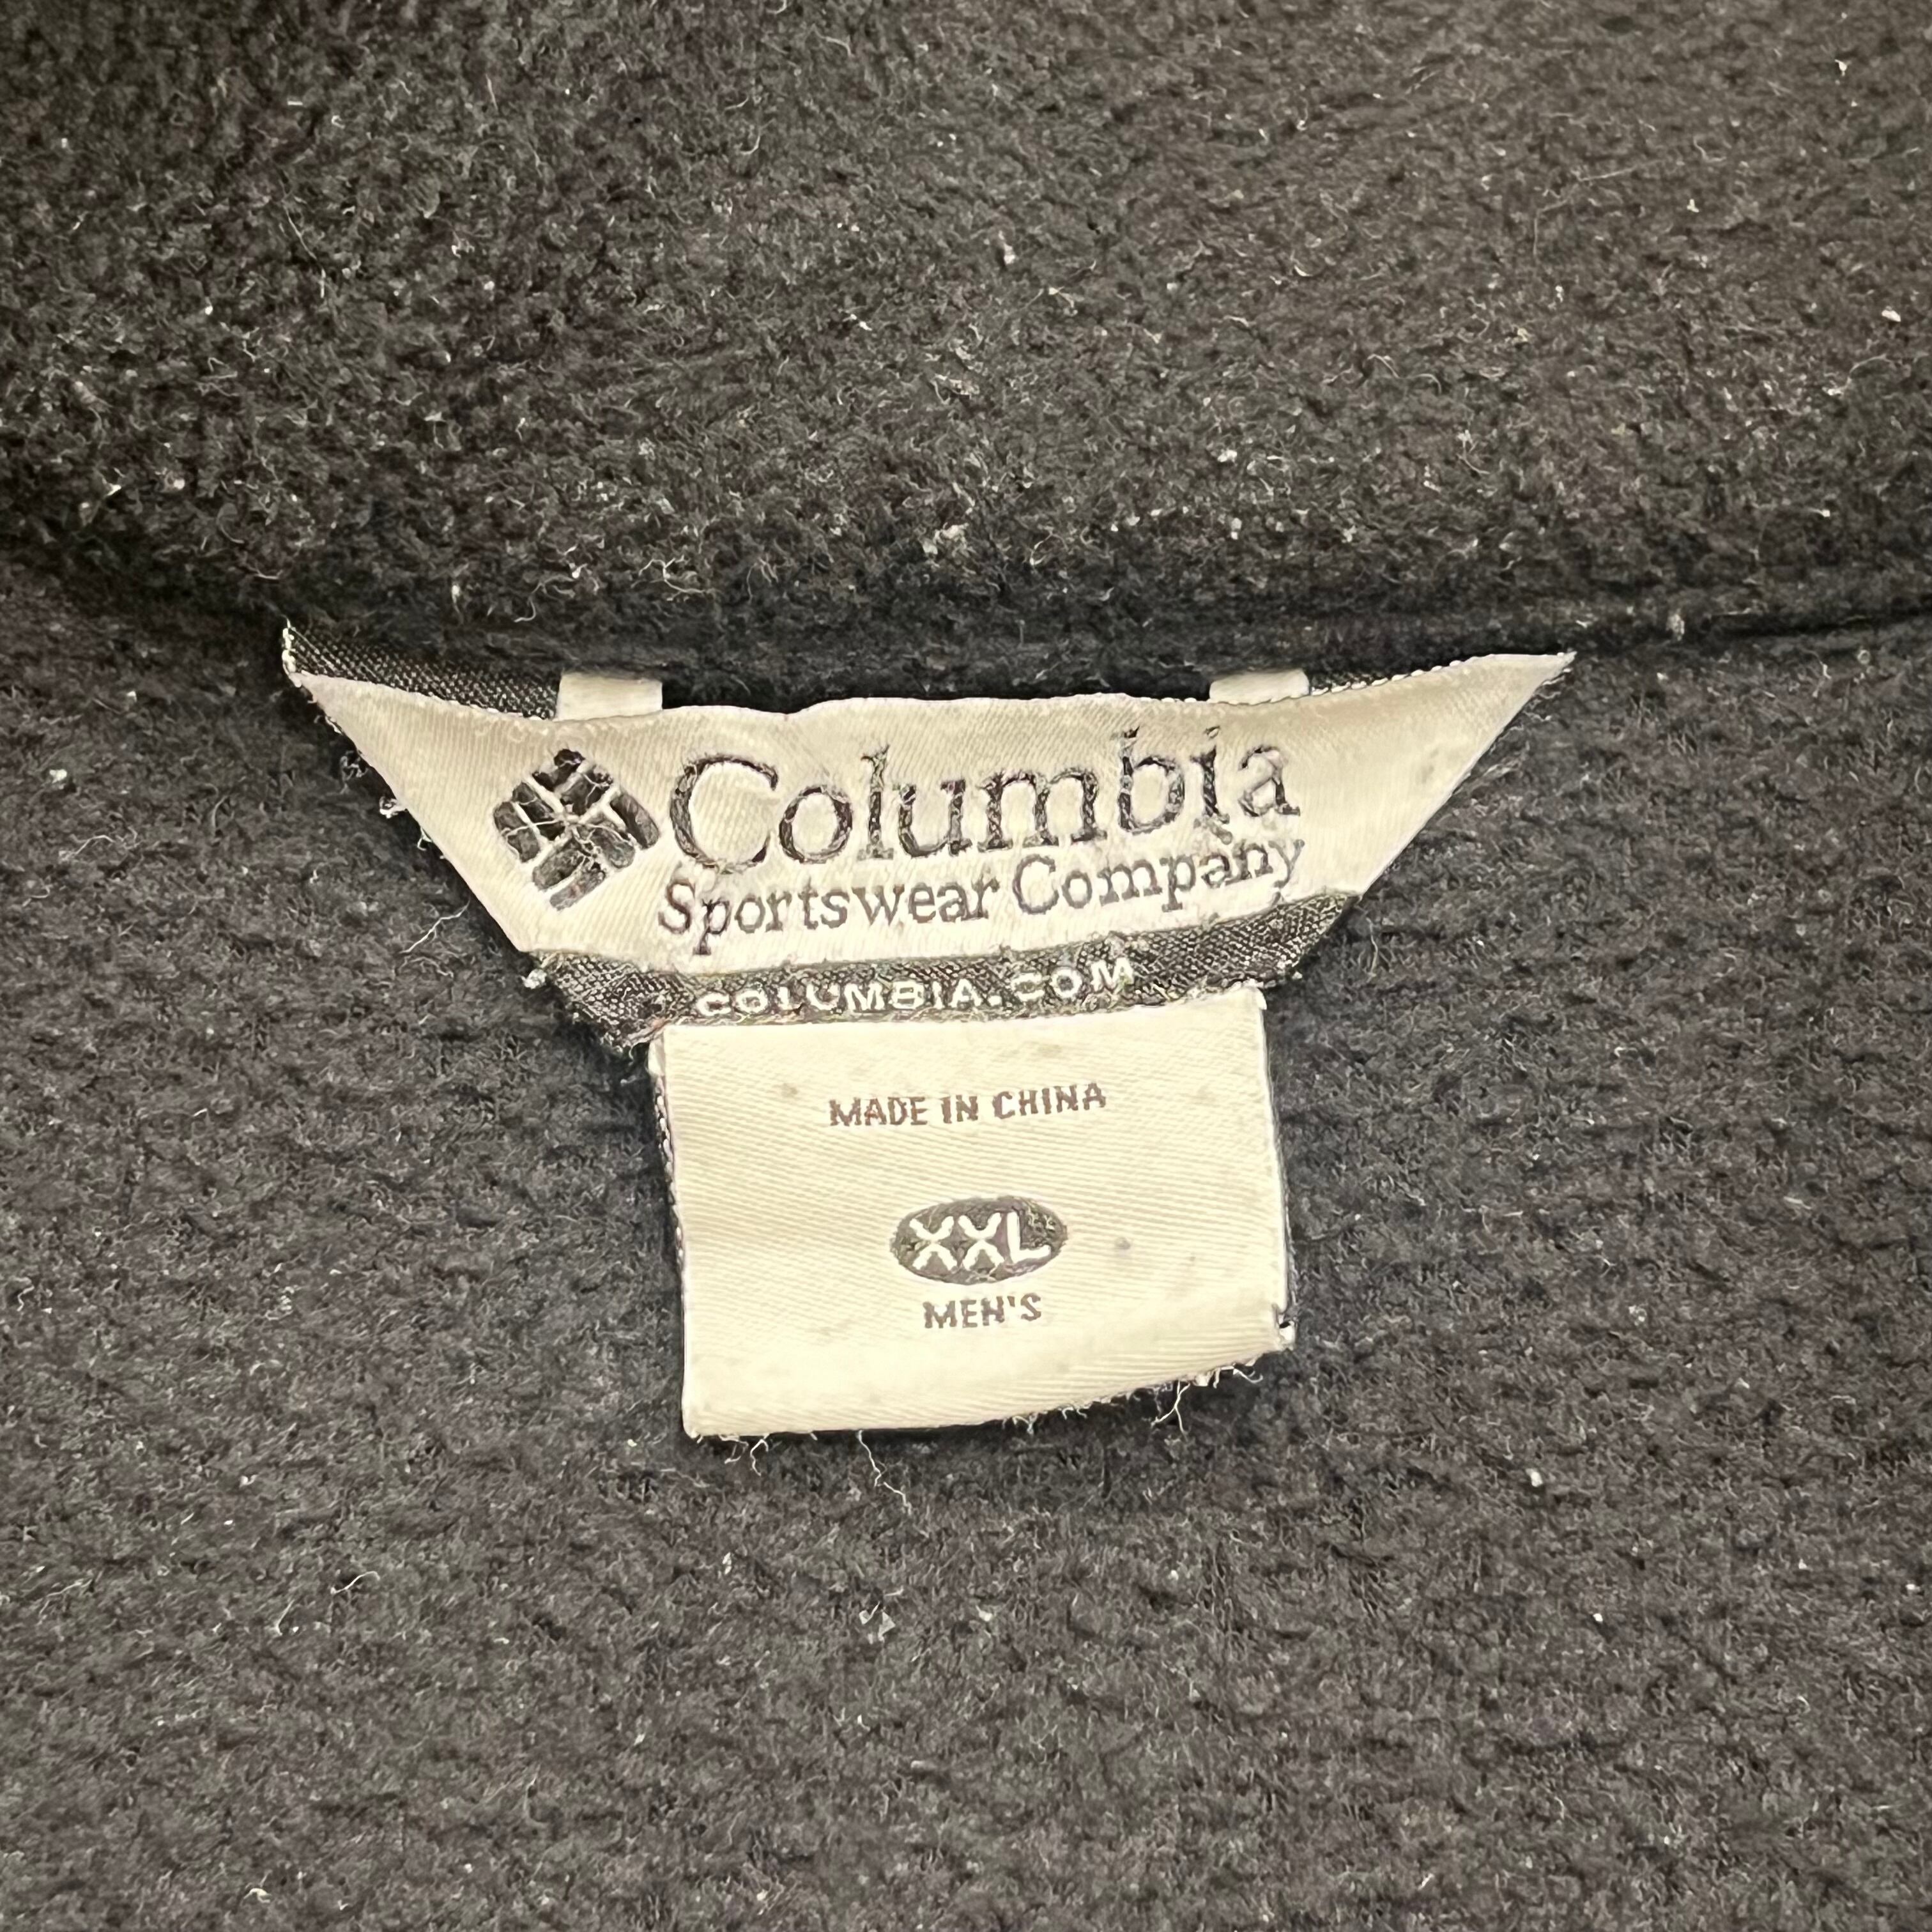 Columbia
Sportswear Company
COLUMBIA.COM
MADE IN CHINA
XXL
MEN'S